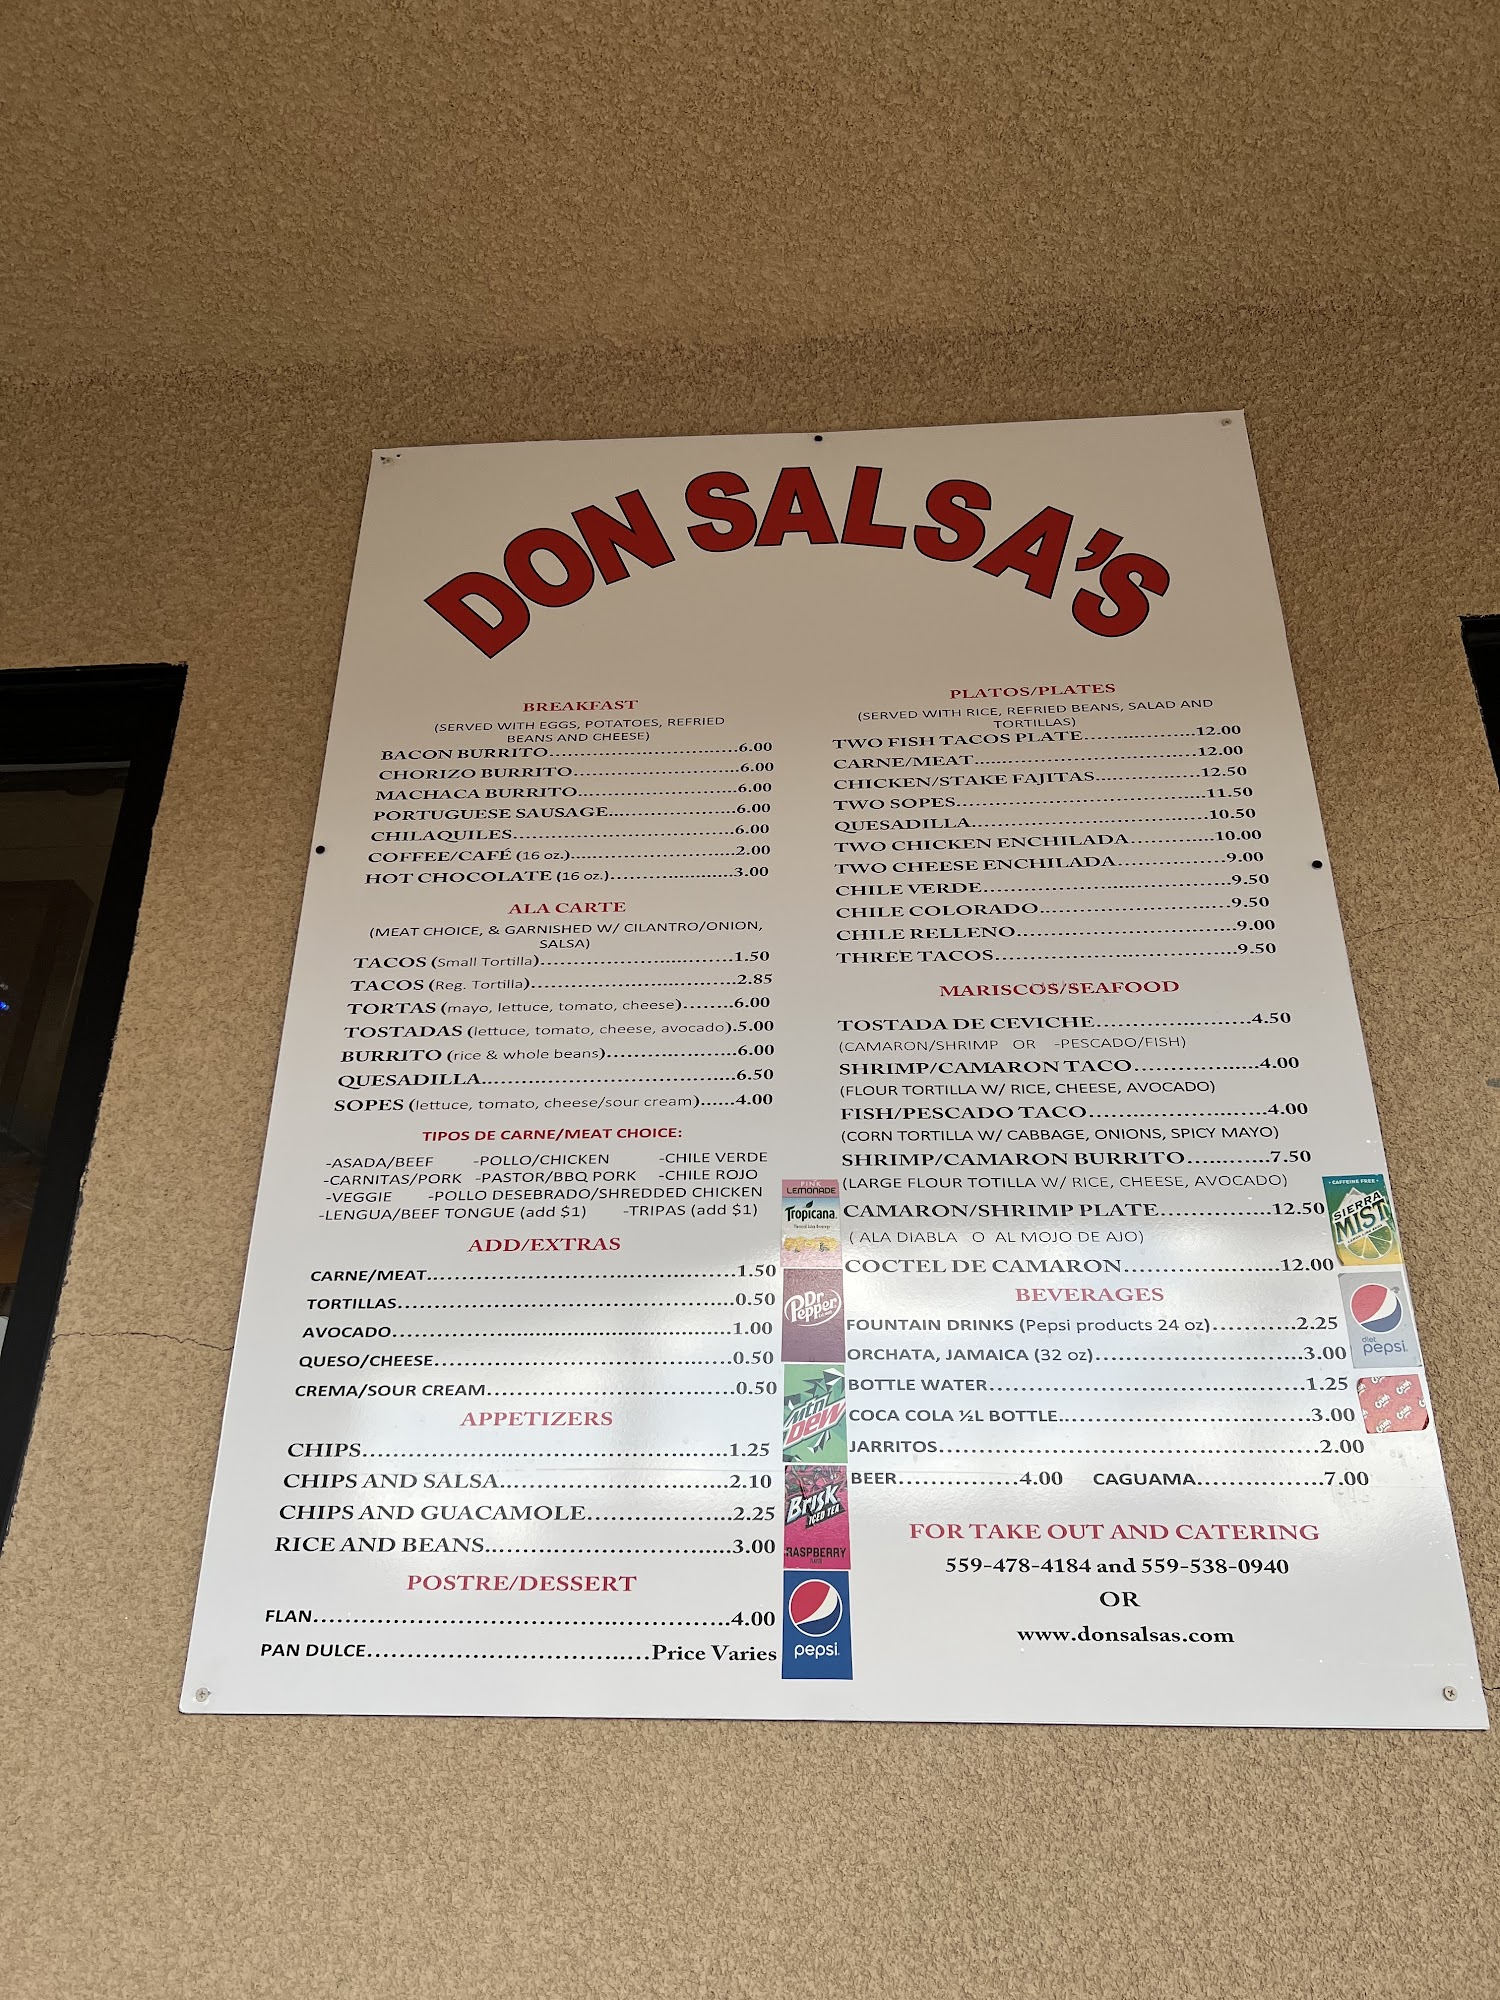 DON SALSA'S
BREAKFAST
(SERVED WITH EGGS, POTATOES, REFRIED
BEANS AND CHEESE)
BACON BURRITO.................................6.00
CHORIZO BURRITO.............................6.00
MACHACA BURRITO............................6.00
PORTUGUESE SAUSAGE......................6.00
CHILAQUILES.......................................6.00
COFFEE/CAFÉ (16 oz.).............................2.00
HOT CHOCOLATE (16 oz.)......................3.00
ALA CARTE
(MEAT CHOICE, & GARNISHED W/ CILANTRO/ONION,
SALSA)
TACOS (Small Tortilla)..................................1.50
TACOS (Reg. Tortilla)....................................2.85
TORTAS (mayo, lettuce, tomato, cheese)........6.00
TOSTADAS (lettuce, tomato, cheese, avocado).5.00
BURRITO (rice & whole beans)......................6.00
QUESADILLA...........................................6.50
SOPES (lettuce, tomato, cheese/sour cream)......4.00
TIPOS DE CARNE/MEAT CHOICE:
-ASADA/BEEF -POLLO/CHICKEN -CHILE VERDE
-CARNITAS/PORK -PASTOR/BBQ PORK -CHILE ROJO
-VEGGIE -POLLO DESEBRADO/SHREDDED CHICKEN
-LENGUA/BEEF TONGUE (add $1) -TRIPAS (add $1)
ADD/EXTRAS
CARNE/MEAT..............................................1.50
TORTILLAS...................................................0.50
AVOCADO....................................................1.00
QUESO/CHEESE.............................................0.50
CREMA/SOUR CREAM.....................................0.50
APPETIZERS
CHIPS.......................................................1.25
CHIPS AND SALSA...................................2.10
CHIPS AND GUACAMOLE......................2.25
RICE AND BEANS.....................................3.00
POSTRE/DESSERT
FLAN.........................................................4.00
PAN DULCE....................................Price Varies
PLATOS/PLATES
(SERVED WITH RICE, REFRIED BEANS, SALAD AND
TORTILLAS)
TWO FISH TACOS PLATE...................12.00
CARNE/MEAT.....................................12.00
CHICKEN/STAKE FAJITAS.................12.50
TWO SOPES.........................................11.50
QUESADILLA.......................................10.50
TWO CHICKEN ENCHILADA.............10.00
TWO CHEESE ENCHILADA.................9.00
CHILE VERDE.......................................9.50
CHILE COLORADO.............................9.50
CHILE RELLENO..................................9.00
THREE TACOS......................................9.50
MARISCOS/SEAFOOD
TOSTADA DE CEVICHE........................4.50
(CAMARON/SHRIMP OR -PESCADO/FISH)
SHRIMP/CAMARON TACO...................4.00
(FLOUR TORTILLA W/ RICE, CHEESE, AVOCADO)
FISH/PESCADO TACO..........................4.00
(CORN TORTILLA W/ CABBAGE, ONIONS, SPICY MAYO)
SHRIMP/CAMARON BURRITO............7.50
(LARGE FLOUR TOTILLA W/ RICE, CHEESE, AVOCADO)
CAMARON/SHRIMP PLATE.................12.50
( ALA DIABLA O AL MOJO DE AJO)
COCTEL DE CAMARON......................12.00
BEVERAGES
FOUNTAIN DRINKS (Pepsi products 24 oz)...........2.25
ORCHATA, JAMAICA (32 oz)............................3.00
BOTTLE WATER...........................................1.25
COCA COLA ½L BOTTLE..................................3.00
JARRITOS....................................................2.00
BEER...............4.00 CAGUAMA................7.00
FOR TAKE OUT AND CATERING
559-478-4184 and 559-538-0940
OR
www.donsalsas.com
PINK
LEMONADE
Tropicana
Dr
Pepper
mtn
DEW
Brisk
ICED TEA
RASPBERRY
pepsi
CAFFEINE FREE
SIERRA
MIST
diet
pepsi